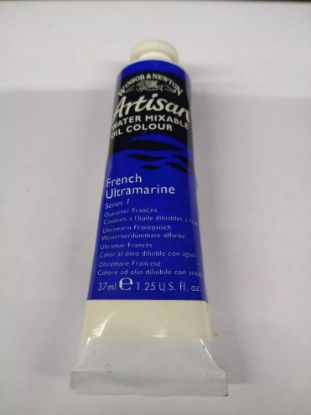 WINSOR & NEWTON
Artisan
WATER MIXABLE
OIL COLOUR
French
Ultramarine
Series 1
Outremer Français
Couleurs à l'huile diluables à l'eau
Ultramarin Französisch
Wasserverdünnbare ölfarbe
Ultramar Frances
Color al oleo diluible con agua
Oltremare Francese
Colore ad olio diluibile con acqua
37ml ℮ 1.25 U.S. fl. oz.